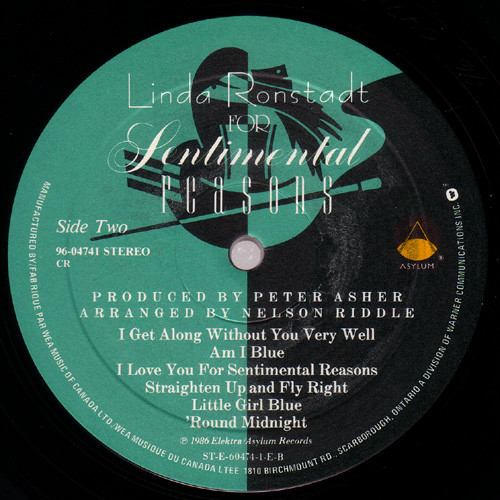 Linda Ronstadt
FOR
Sentimental
reasons
Side Two
96-04741 STEREO
CR
ASYLUM®
PRODUCED BY PETER ASHER
ARRANGED BY NELSON RIDDLE
I Get Along Without You Very Well
Am I Blue
I Love You For Sentimental Reasons
Straighten Up and Fly Right
Little Girl Blue
'Round Midnight
℗ 1986 Elektra/Asylum Records
ST-E-60474-1-E-B
MANUFACTURED BY/FABRIQUE PAR WEA MUSIC OF CANADA LTD./WEA MUSIQUE DU CANADA LTEE 1810 BIRCHMOUNT RD., SCARBOROUGH, ONTARIO A DIVISION OF WARNER COMMUNICATIONS INC.